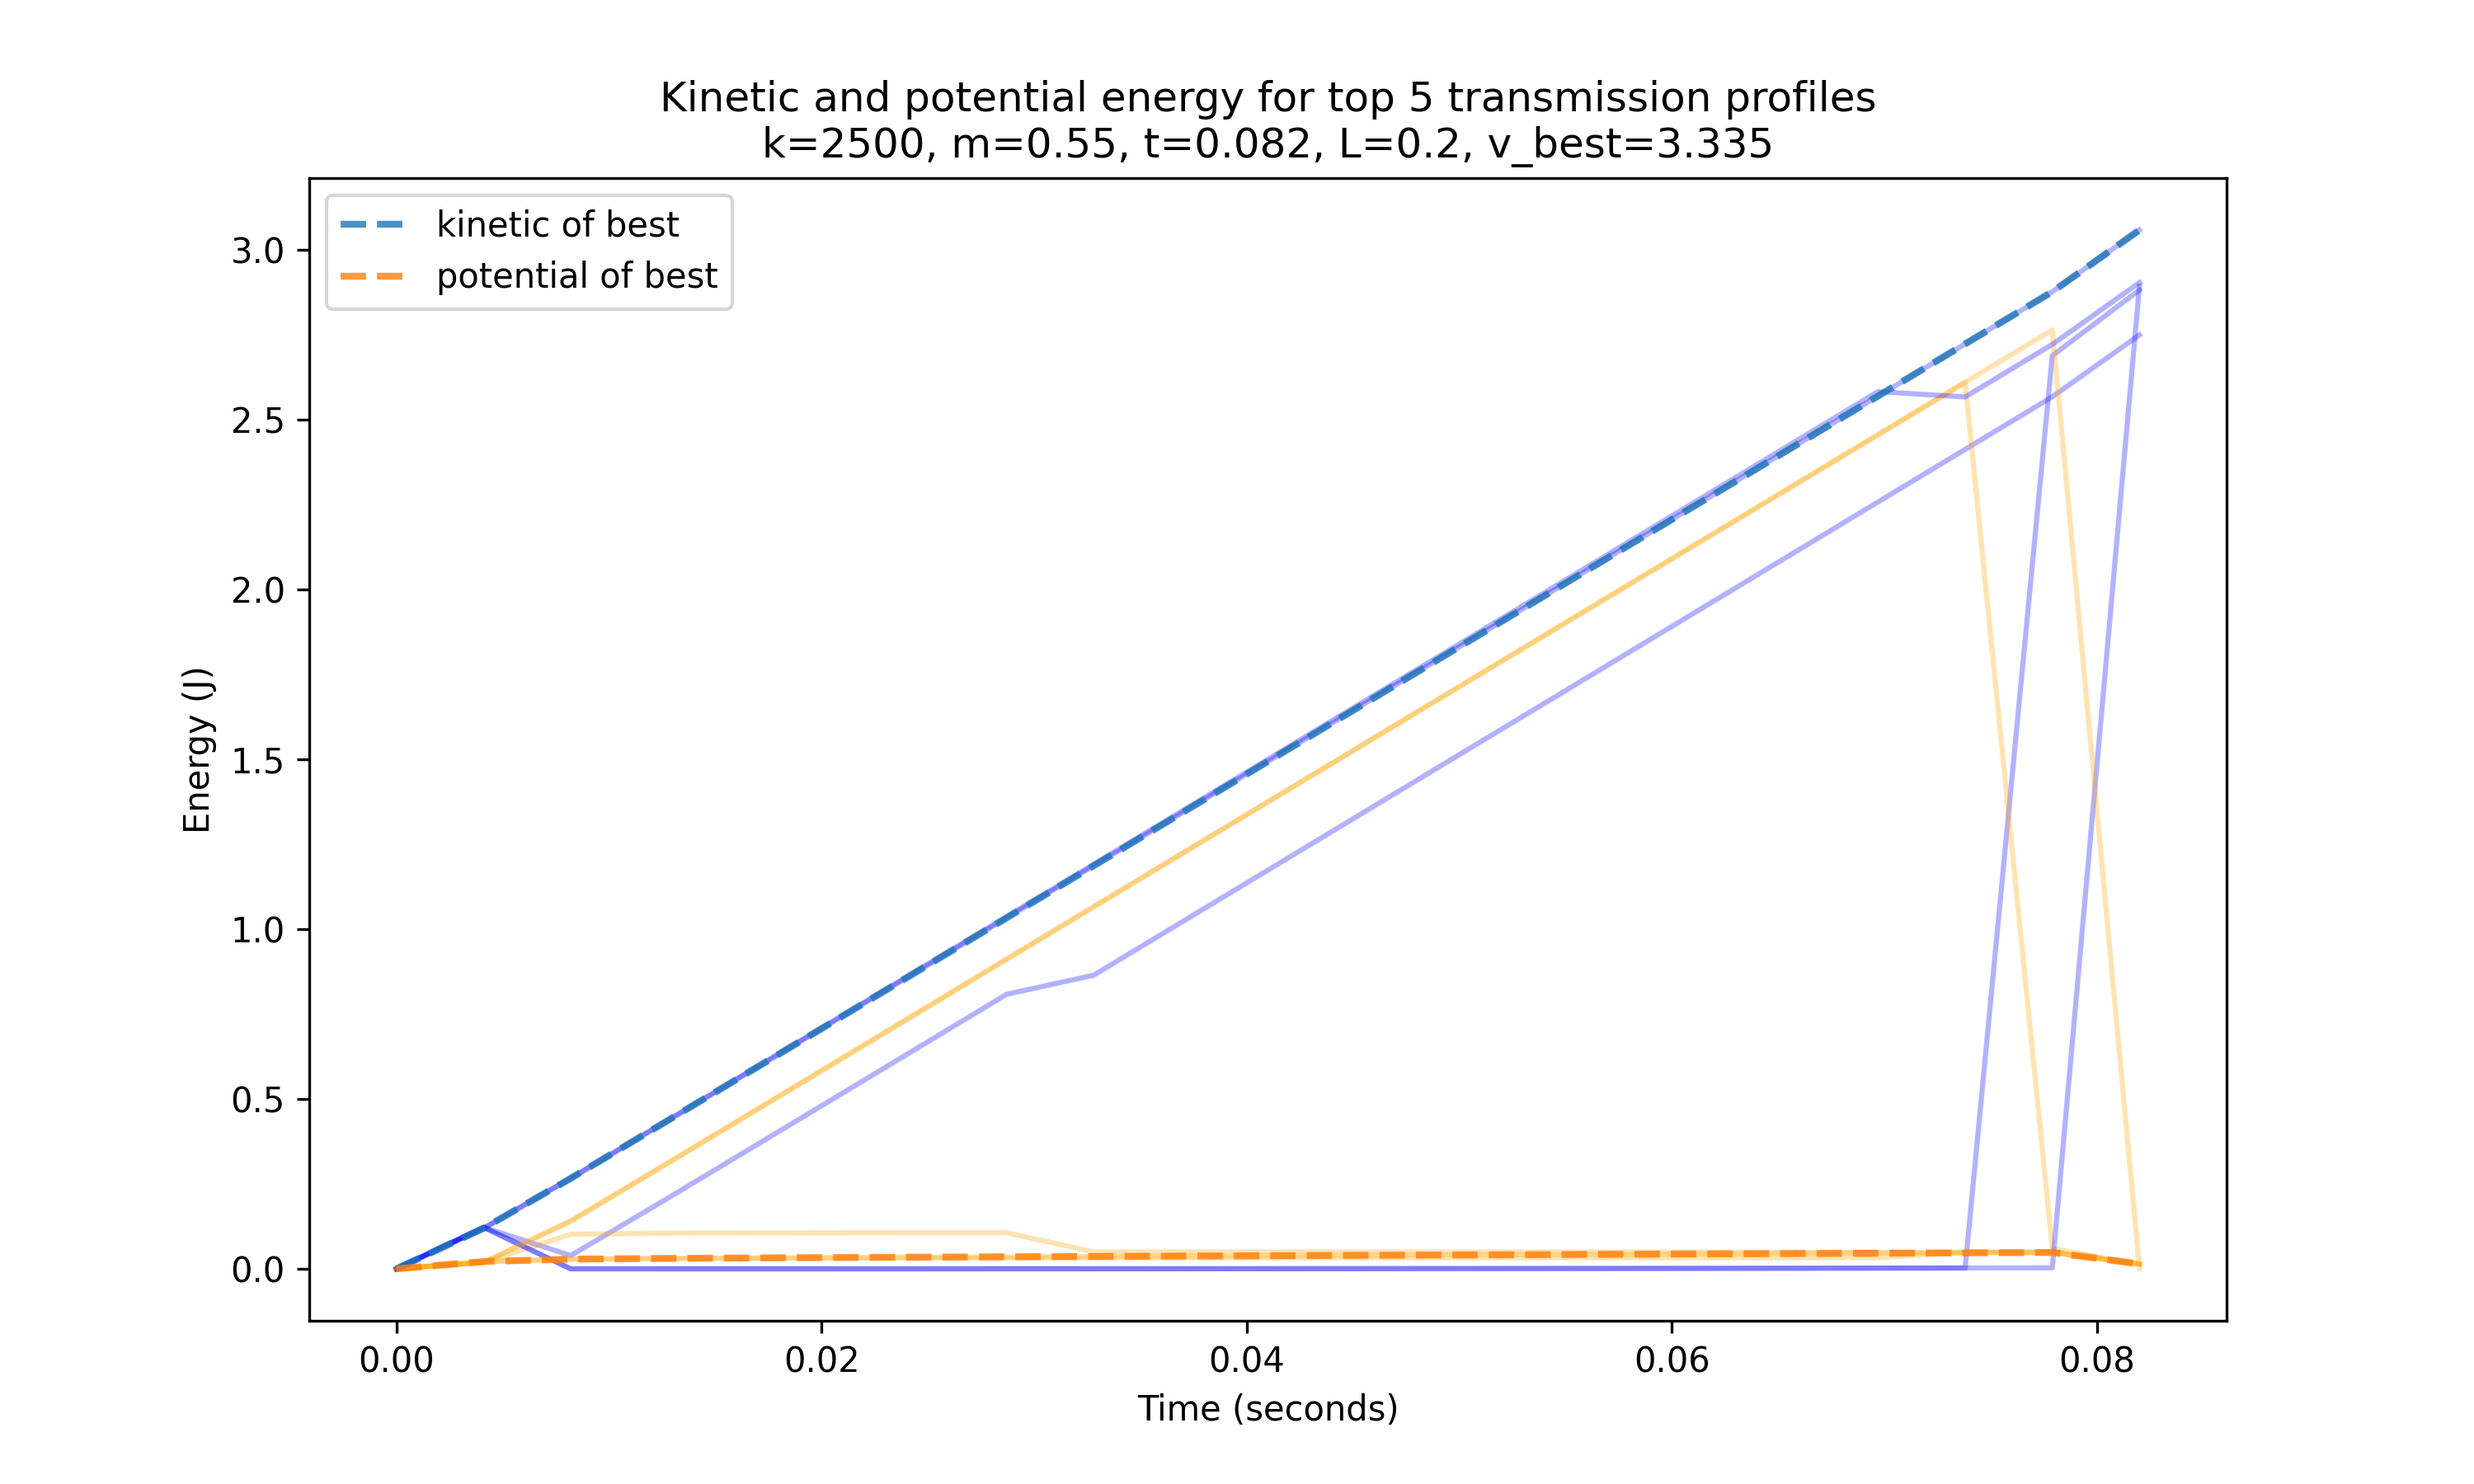 Kinetic and potential energy for top 5 transmission profiles
k=2500, m=0.55, t=0.082, L=0.2, v_best=3.335
kinetic of best
potential of best
3.0
2.5
2.0
1.5
1.0
0.5
0.0
Energy (J)
0.00 0.02 0.04 0.06 0.08
Time (seconds)